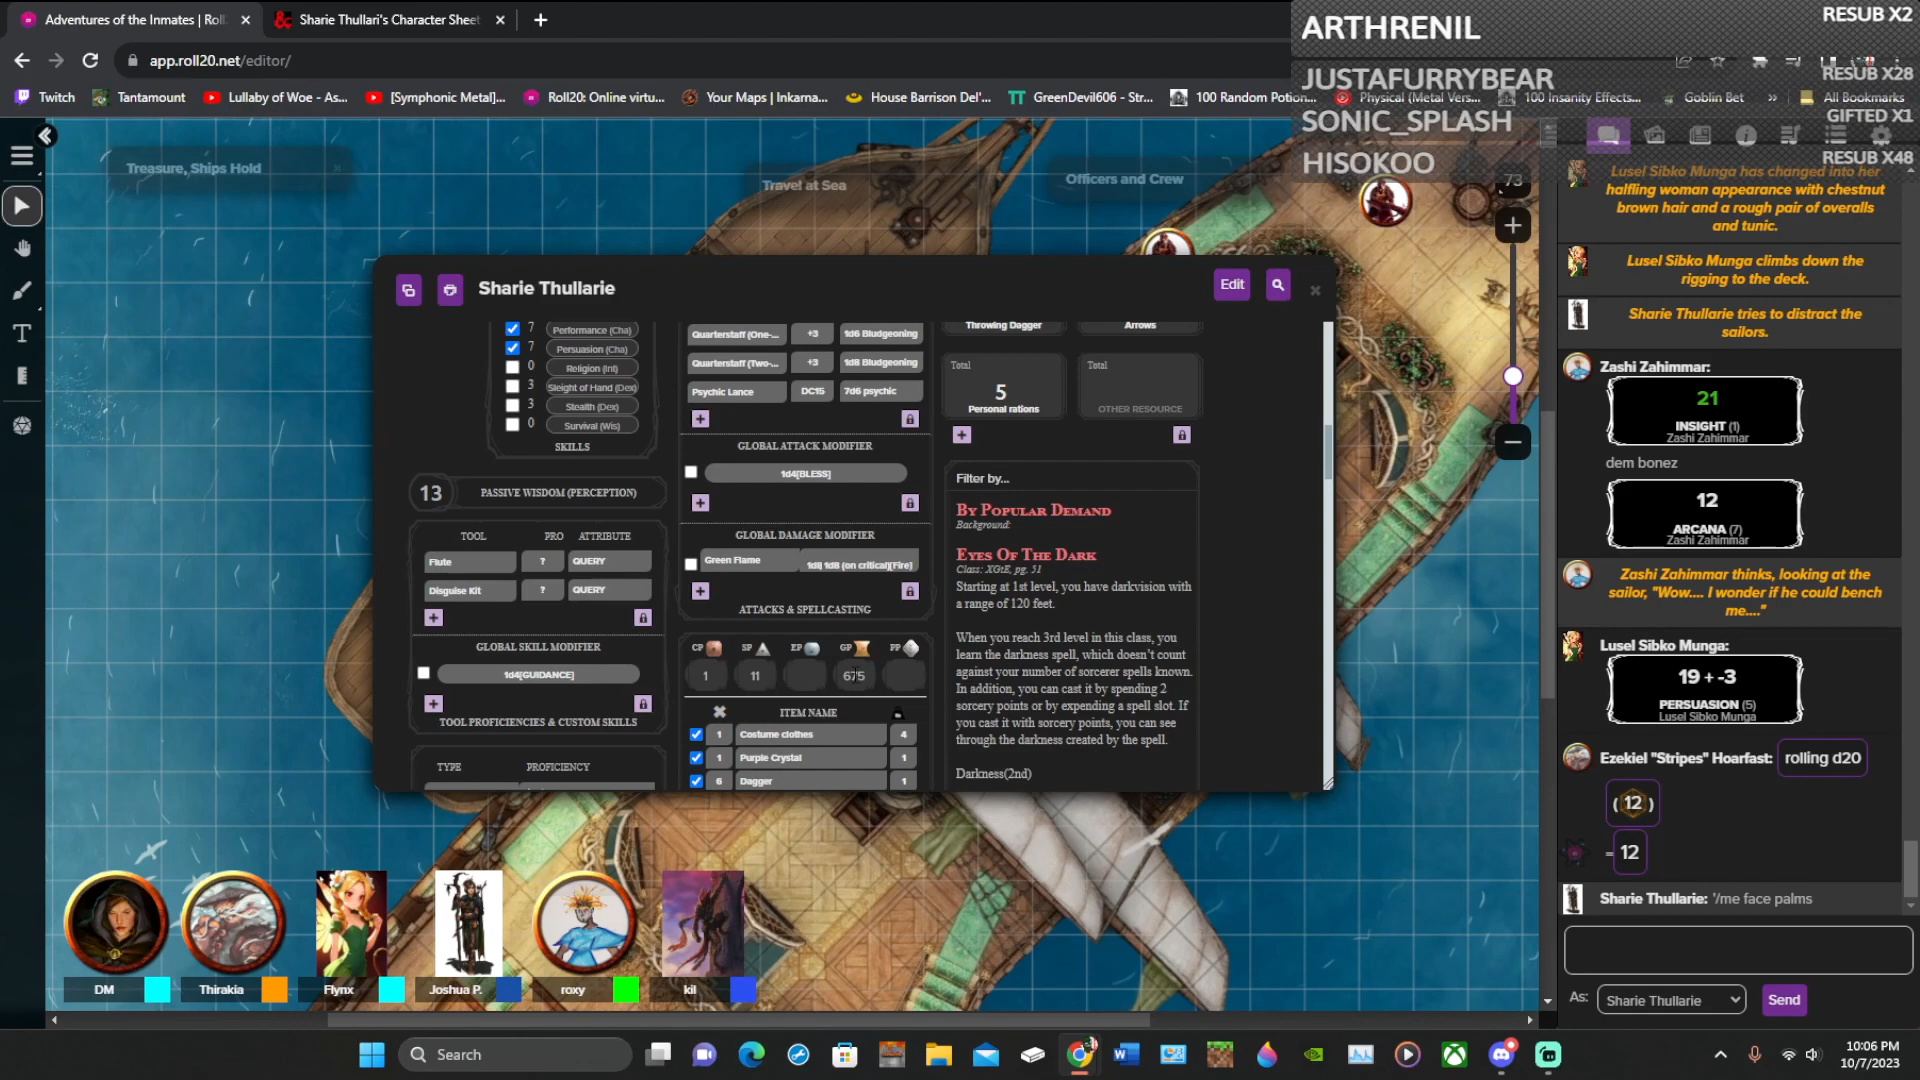 Adventures of the Inmates | Roll
Sharie Thullari's Character Sheet
app.roll20.net/editor/
Twitch
Tantamount
Lullaby of Woe - As...
[Symphonic Metal]...
Roll20: Online virtu...
Your Maps | Inkarna...
House Barrison Del'...
GreenDevil606 - Str...
100 Random Potion...
Physical (Metal Vers...
100 Insanity Effects...
Goblin Bet
»
All Bookmarks
ARTHRENIL
RESUB X2
JUSTAFURRYBEAR
RESUB X28
SONIC_SPLASH
GIFTED X1
HISOKOO
RESUB X48
Treasure, Ships Hold
Travel at Sea
Officers and Crew
73
Sharie Thullarie
Edit
7 Performance (Cha)
7 Persuasion (Cha)
0 Religion (Int)
3 Sleight of Hand (Dex)
3 Stealth (Dex)
0 Survival (Wis)
SKILLS
13 PASSIVE WISDOM (PERCEPTION)
TOOL PRO ATTRIBUTE
Flute ? QUERY
Disguise Kit ? QUERY
GLOBAL SKILL MODIFIER
1d4[GUIDANCE]
TOOL PROFICIENCIES & CUSTOM SKILLS
TYPE PROFICIENCY
Quarterstaff (One-... +3 1d6 Bludgeoning
Quarterstaff (Two-... +3 1d8 Bludgeoning
Psychic Lance DC15 7d6 psychic
GLOBAL ATTACK MODIFIER
1d4[BLESS]
GLOBAL DAMAGE MODIFIER
Green Flame 1d8| 1d8 (on critical)[Fire]
ATTACKS & SPELLCASTING
CP SP EP GP PP
1 11 675
ITEM NAME
1 Costume clothes 4
1 Purple Crystal 1
6 Dagger 1
Throwing Dagger
Arrows
Total
5
Personal rations
Total
OTHER RESOURCE
Filter by...
By Popular Demand
Background:
Eyes Of The Dark
Class: XGtE, pg. 51
Starting at 1st level, you have darkvision with
a range of 120 feet.
When you reach 3rd level in this class, you
learn the darkness spell, which doesn't count
against your number of sorcerer spells known.
In addition, you can cast it by spending 2
sorcery points or by expending a spell slot. If
you cast it with sorcery points, you can see
through the darkness created by the spell.
Darkness(2nd)
Lusel Sibko Munga has changed into her
halfling woman appearance with chestnut
brown hair and a rough pair of overalls
and tunic.
Lusel Sibko Munga climbs down the
rigging to the deck.
Sharie Thullarie tries to distract the
sailors.
Zashi Zahimmar:
21
INSIGHT (1)
Zashi Zahimmar
dem bonez
12
ARCANA (7)
Zashi Zahimmar
Zashi Zahimmar thinks, looking at the
sailor, "Wow.... I wonder if he could bench
me...."
Lusel Sibko Munga:
19 + -3
PERSUASION (5)
Lusel Sibko Munga
Ezekiel "Stripes" Hoarfast: rolling d20
(12)
=12
Sharie Thullarie: '/me face palms
As: Sharie Thullarie Send
DM
Thirakia
Flynx
Joshua P.
roxy
kil
Search
10:06 PM
10/7/2023